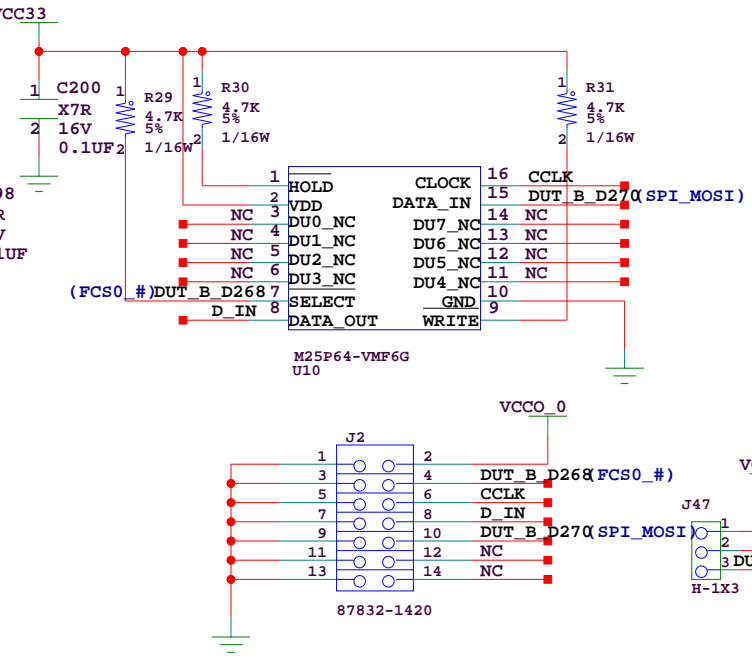 VCC33
1
C200
X7R
16V
0.1UF
2
1
R29
4.7K
5%
1/16W
2
1
R30
4.7K
5%
2
1
R31
4.7K
5%
1/16W
2
98
R
V
1UF
1 HOLD CLOCK 16 CCLK
2 VDD DATA_IN 15 DUT_B_D270 (SPI_MOSI)
NC 3 DU0_NC DU7_NC 14 NC
NC 4 DU1_NC DU6_NC 13 NC
NC 5 DU2_NC DU5_NC 12 NC
NC 6 DU3_NC DU4_NC 11 NC
(FCS0_#) DUT_B_D268 7 SELECT GND 10
D_IN 8 DATA_OUT WRITE 9
M25P64-VMF6G
U10
VCCO_0
J2
1 2
3 4 DUT_B_D268 (FCS0_#)
5 6 CCLK
7 8 D_IN
9 10 DUT_B_D270 (SPI_MOSI)
11 12 NC
13 14 NC
87832-1420
J47
1
2
3 DU
H-1X3